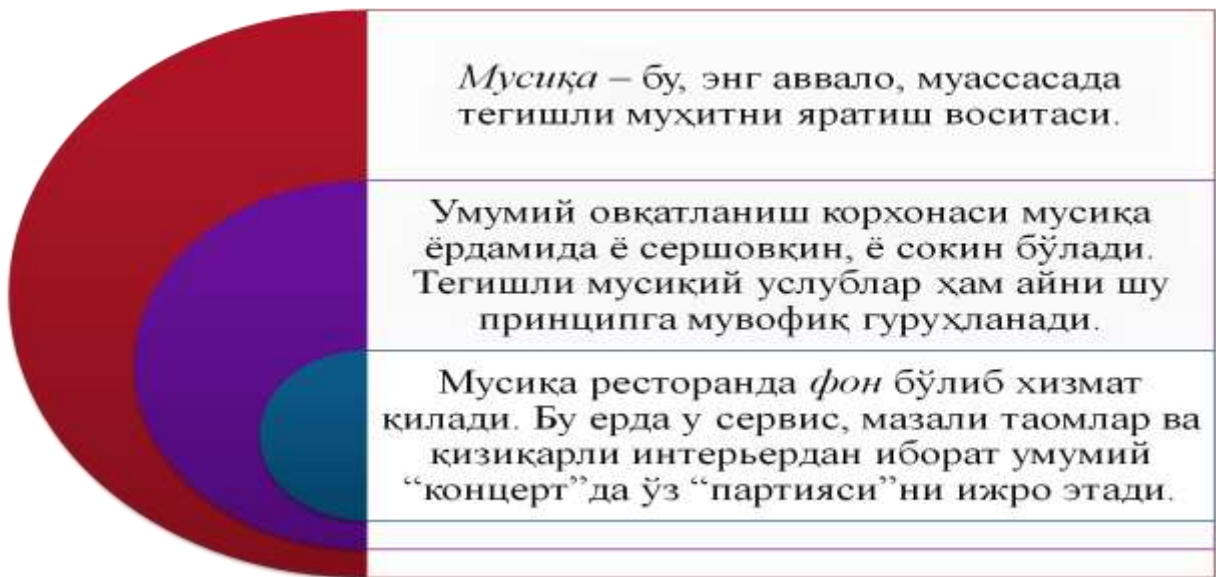 Мусиқа – бу, энг аввало, муассасада
тегишли муҳитни яратиш воситаси.
Умумий овқатланиш корхонаси мусиқа
ёрдамида ё сершовқин, ё сокин бўлади.
Тегишли мусиқий услублар ҳам айни шу
принципга мувофиқ гуруҳланади.
Мусиқа ресторанда фон бўлиб хизмат
қилади. Бу ерда у сервис, мазали таомлар ва
қизиқарли интерьердан иборат умумий
“концерт”да ўз “партияси”ни ижро этади.